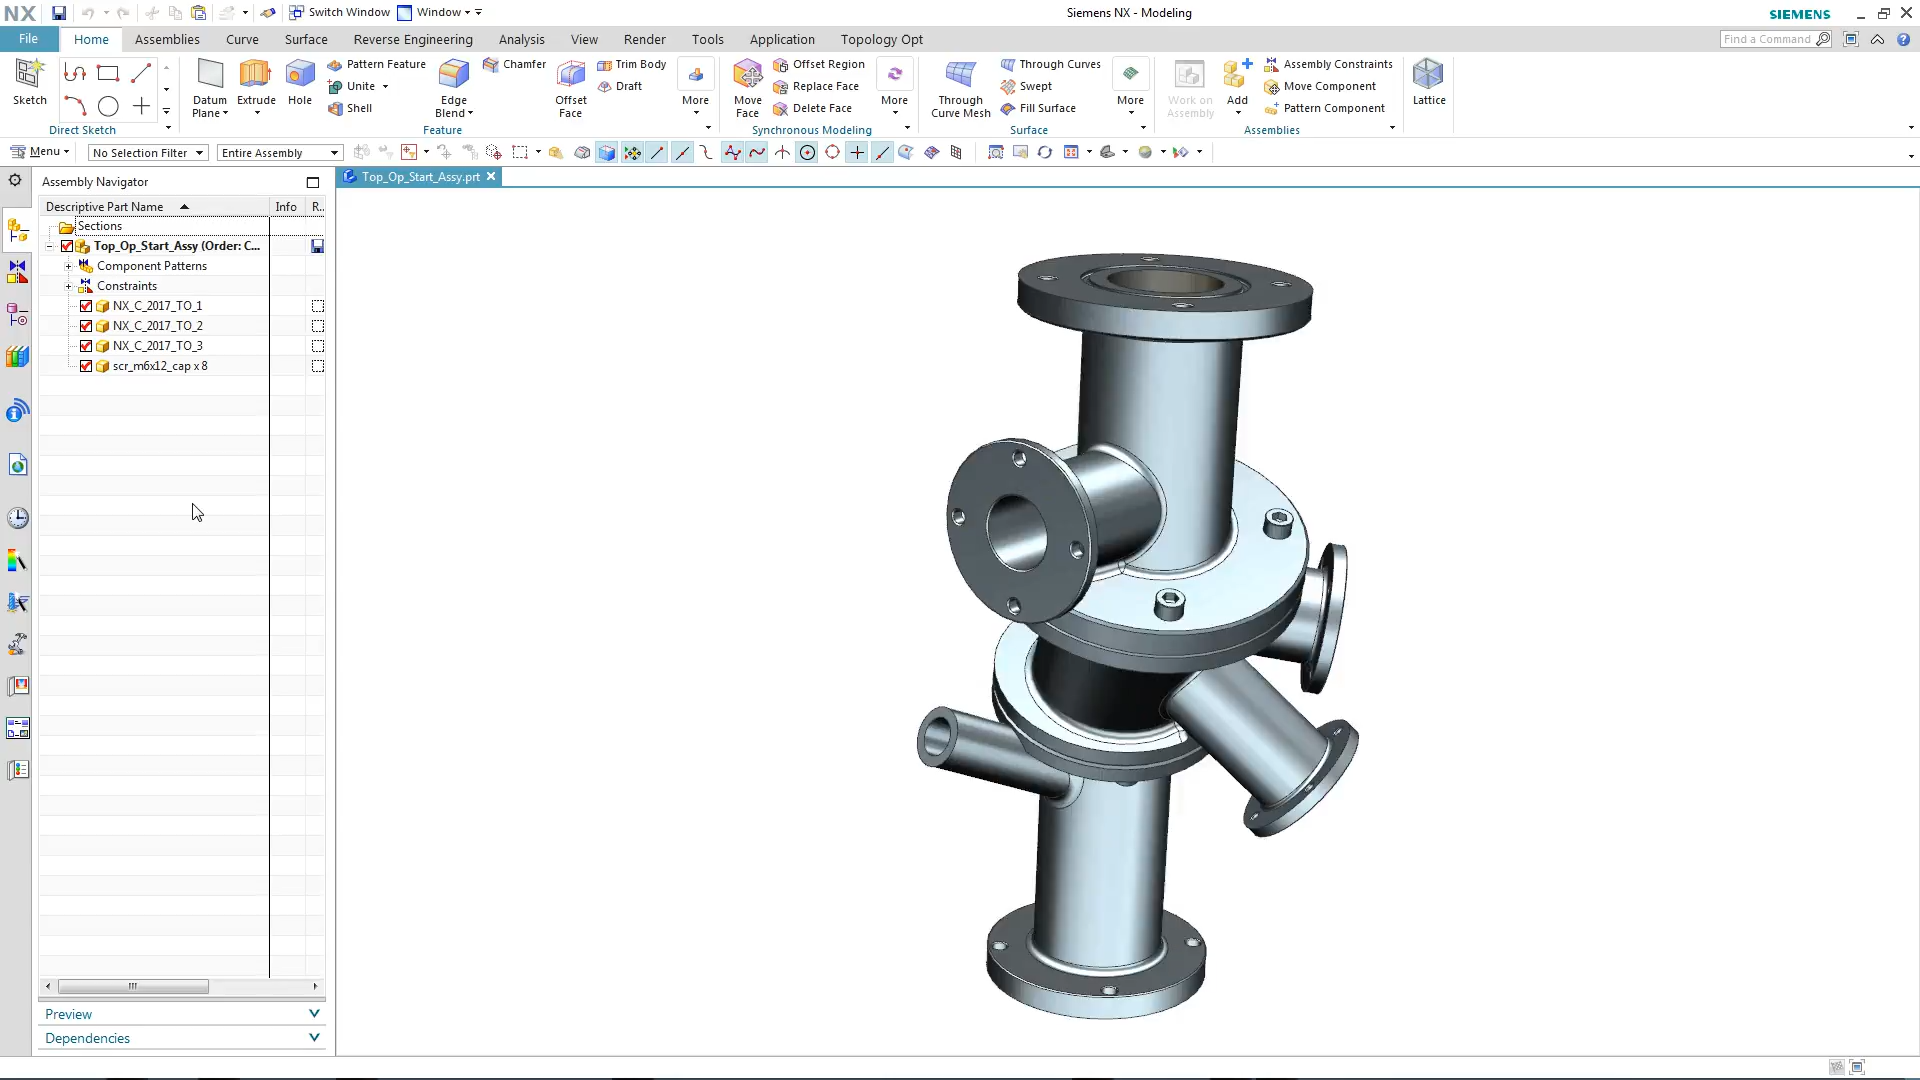 NX Switch Window Window Siemens NX - Modeling SIEMENS
File Home Assemblies Curve Surface Reverse Engineering Analysis View Render Tools Application Topology Opt Find a Command
Sketch
Direct Sketch
Datum Plane
Extrude
Hole
Pattern Feature
Unite
Shell
Edge Blend
Chamfer
Offset Face
Trim Body
Draft
More
Feature
Move Face
Offset Region
Replace Face
Delete Face
More
Synchronous Modeling
Through Curve Mesh
Through Curves
Swept
Fill Surface
More
Surface
Work on Assembly
Add
Assembly Constraints
Move Component
Pattern Component
Assemblies
Lattice
Menu No Selection Filter Entire Assembly
Assembly Navigator
Top_Op_Start_Assy.prt
Descriptive Part Name Info R..
Sections
Top_Op_Start_Assy (Order: C...
Component Patterns
Constraints
NX_C_2017_TO_1
NX_C_2017_TO_2
NX_C_2017_TO_3
scr_m6x12_cap x 8
Preview
Dependencies